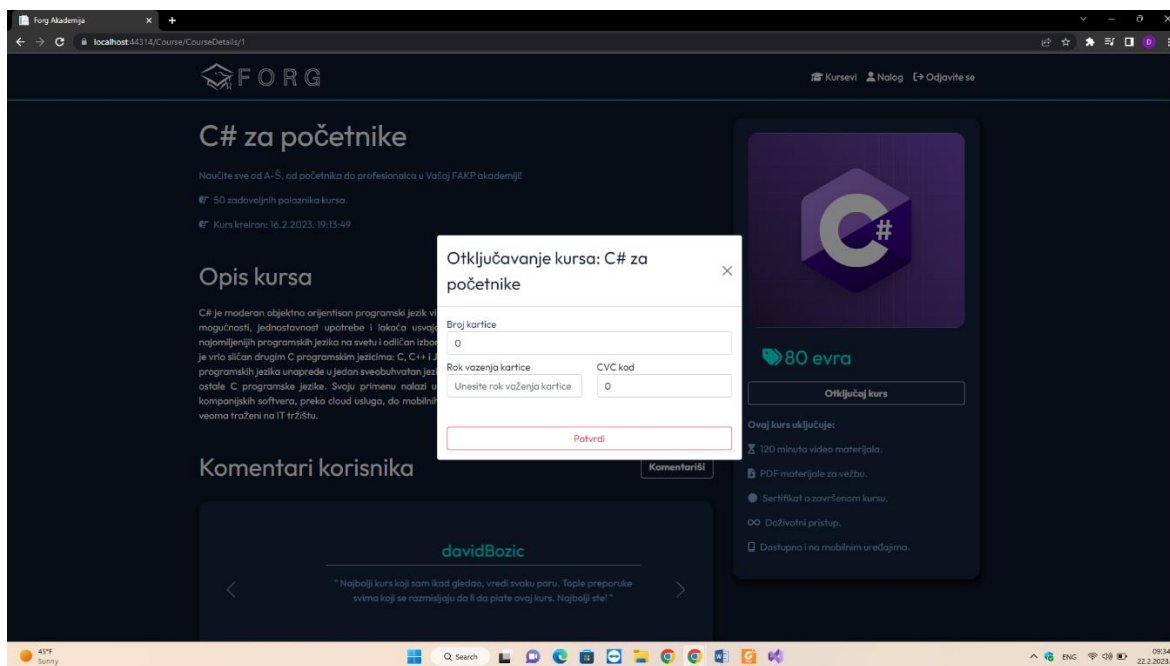 Forg Akademija
localhost:44314/Course/CourseDetails/1
FORG
Kursevi Nalog Odjavite se
C# za početnike
Naučite sve od A-Š, od početnika do profesionalca u Vašoj FAKP akademiji!
50 zadovoljnih polaznika kursa.
Kurs kreiran: 16.2.2023. 19:13:49
Opis kursa
C# je moderan objektno orijentisan programski jezik
mogućnosti, jednostavnost upotrebe i lakoća
najomiljenijih programskih jezika na svetu i odličan izbor
je vrlo sličan drugim C programskim jezicima: C, C++ i
programskih jezika unaprede u jedan sveobuhvatan
ostale C programske jezike. Svoju primenu nalazi
kompanijskih softvera, preko cloud usluga, do mobilnih
veoma traženi na IT tržištu.
Komentari korisnika
Komentariši
davidBozic
" Najbolji kurs koji sam ikad gledao, vredi svaku paru. Tople preporuke
svima koji se razmisljaju da li da plate ovaj kurs. Najbolji ste! "
Otključavanje kursa: C# za
početnike
Broj kartice
0
Rok vazenja kartice CVC kod
Unesite rok važenja kartice 0
Potvrdi
C#
80 evra
Otključaj kurs
Ovaj kurs uključuje:
120 minuta video materijala.
PDF materijale za vežbu.
Sertifikat o završenom kursu.
Doživotni pristup.
Dostupno i na mobilnim uređajima.
45°F
Sunny
Search
ENG
09:34
22.2.2023.